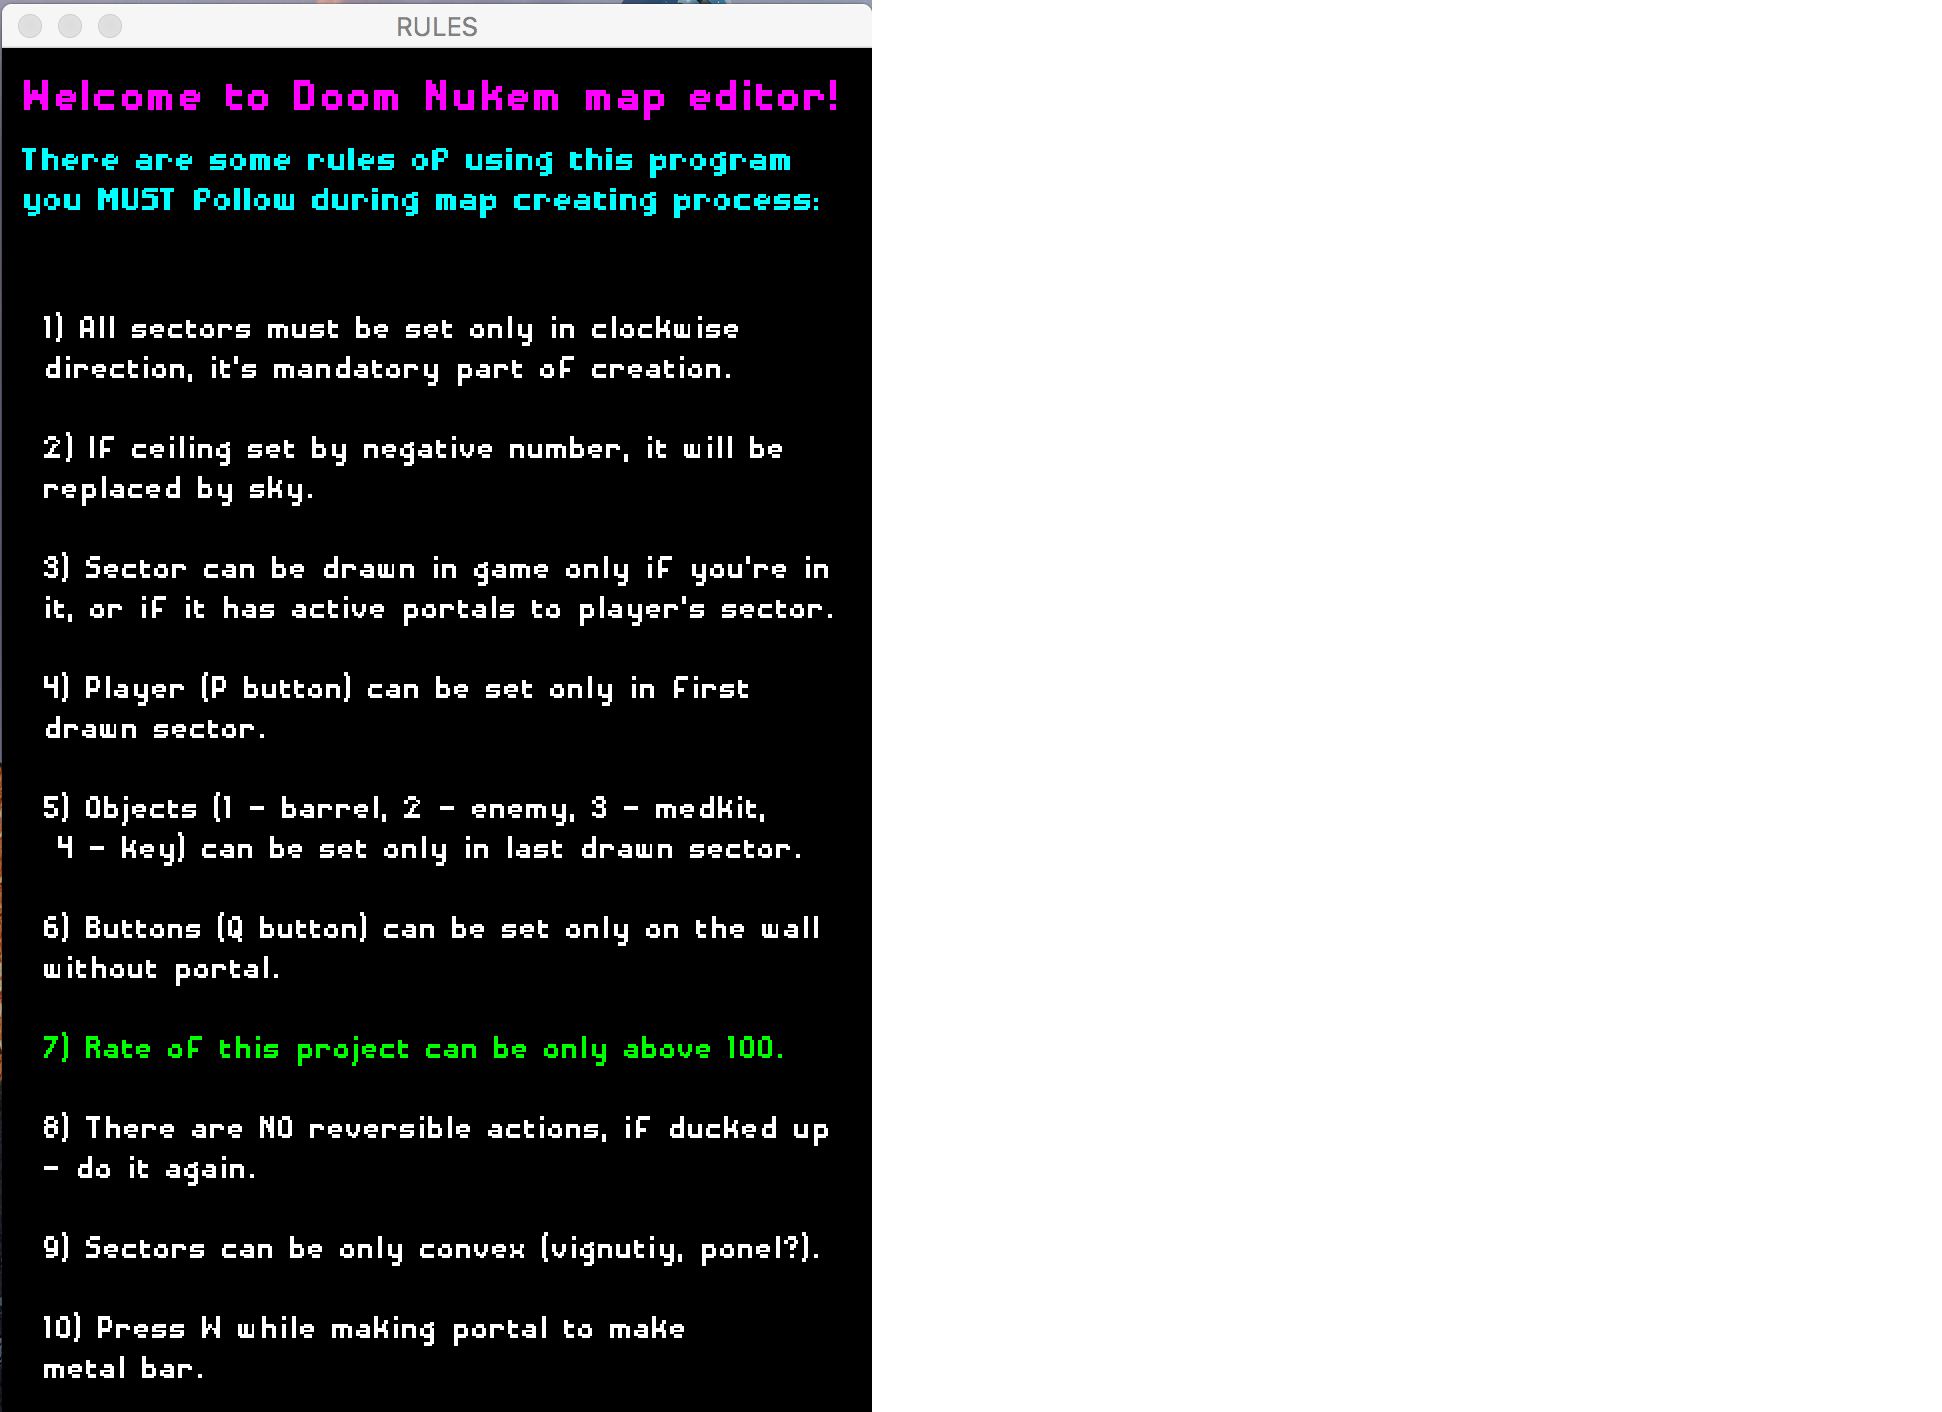 RULES
Welcome to Doom Nukem map editor!
There are some rules of using this program
you MUST follow during map creating process:
1) All sectors must be set only in clockwise
direction, it's mandatory part of creation.
2) If ceiling set by negative number, it will be
replaced by sky.
3) Sector can be drawn in game only if you're in
it, or if it has active portals to player's sector.
4) Player (P button) can be set only in first
drawn sector.
5) Objects (1 - barrel, 2 - enemy, 3 - medkit,
4 - key) can be set only in last drawn sector.
6) Buttons (Q button) can be set only on the wall
without portal.
7) Rate of this project can be only above 100.
8) There are NO reversible actions, if ducked up
- do it again.
9) Sectors can be only convex (vignutiy, ponel?).
10) Press W while making portal to make
metal bar.